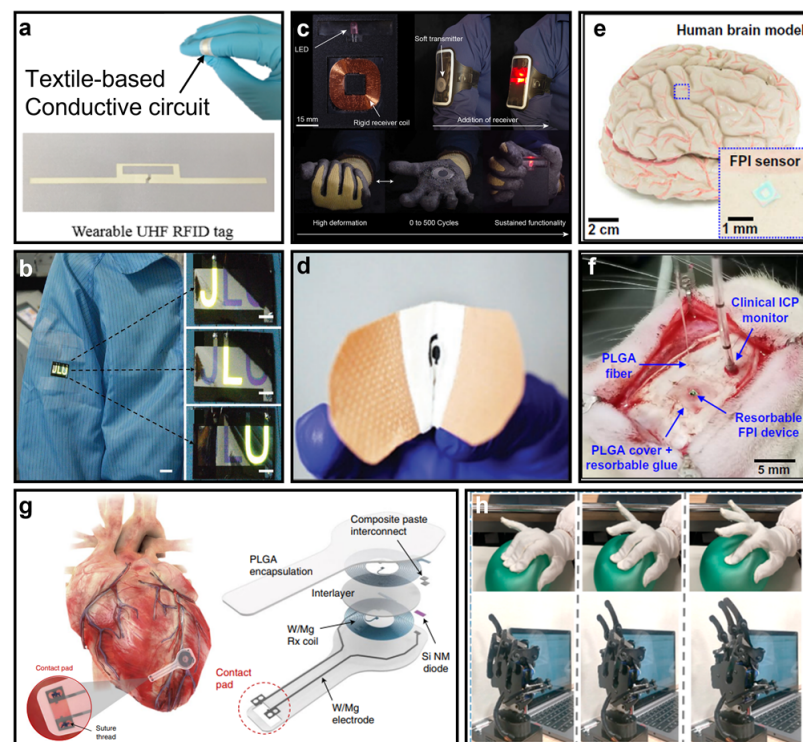 a
Textile-based
Conductive circuit
Wearable UHF RFID tag
b
JLU
J L U
J L U
J L U
c
LED
Soft transmitter
Rigid receiver coil
15 mm
Addition of receiver
High deformation
0 to 500 Cycles
Sustained functionality
d
e
Human brain model
FPI sensor
2 cm
1 mm
f
Clinical ICP
monitor
PLGA
fiber
Resorbable
FPI device
PLGA cover +
resorbable glue
5 mm
g
Composite paste
interconnect
PLGA
encapsulation
Interlayer
W/Mg
Rx coil
Si NM
diode
Contact
pad
W/Mg
electrode
Contact pad
Suture
thread
h